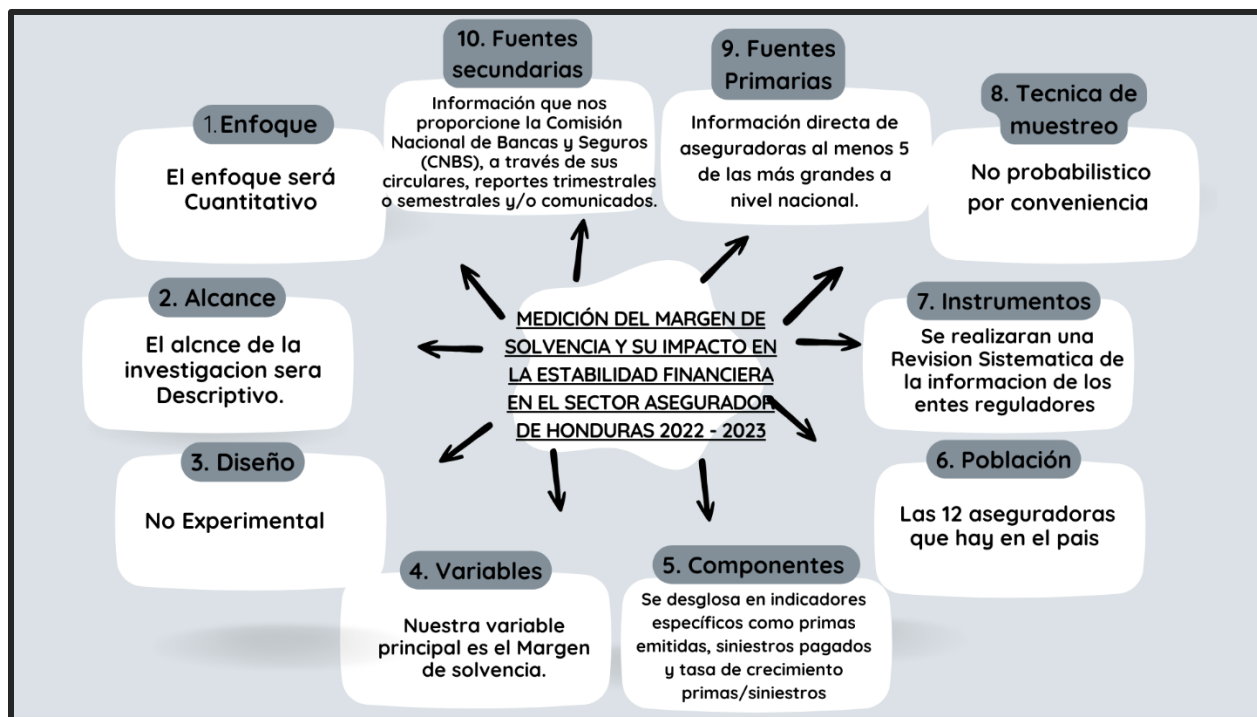 1. Enfoque
El enfoque será
Cuantitativo
2. Alcance
El alcnce de la
investigacion sera
Descriptivo.
3. Diseño
No Experimental
4. Variables
Nuestra variable
principal es el Margen
de solvencia.
5. Componentes
Se desglosa en indicadores
específicos como primas
emitidas, siniestros pagados
y tasa de crecimiento
primas/siniestros
6. Población
Las 12 aseguradoras
que hay en el pais
7. Instrumentos
Se realizaran una
Revision Sistematica de
la informacion de los
entes reguladores
8. Tecnica de
muestreo
No probabilistico
por conveniencia
9. Fuentes
Primarias
Información directa de
aseguradoras al menos 5
de las más grandes a
nivel nacional.
10. Fuentes
secundarias
Información que nos
proporcione la Comisión
Nacional de Bancas y Seguros
(CNBS), a través de sus
circulares, reportes trimestrales
o semestrales y/o comunicados.
MEDICIÓN DEL MARGEN DE
SOLVENCIA Y SU IMPACTO EN
LA ESTABILIDAD FINANCIERA
EN EL SECTOR ASEGURADOR
DE HONDURAS 2022 - 2023